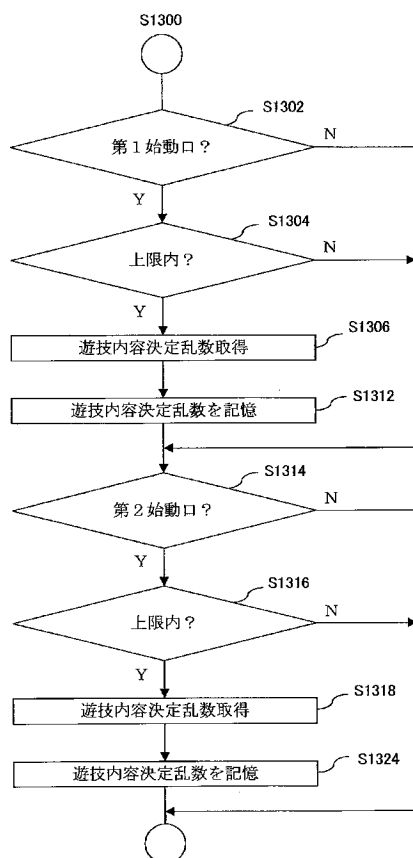 S1300
S1302
第1始動口？
N
Y
S1304
上限内？
N
Y
S1306
遊技内容決定乱数取得
S1312
遊技内容決定乱数を記憶
S1314
第2始動口？
N
Y
S1316
上限内？
N
Y
S1318
遊技内容決定乱数取得
S1324
遊技内容決定乱数を記憶